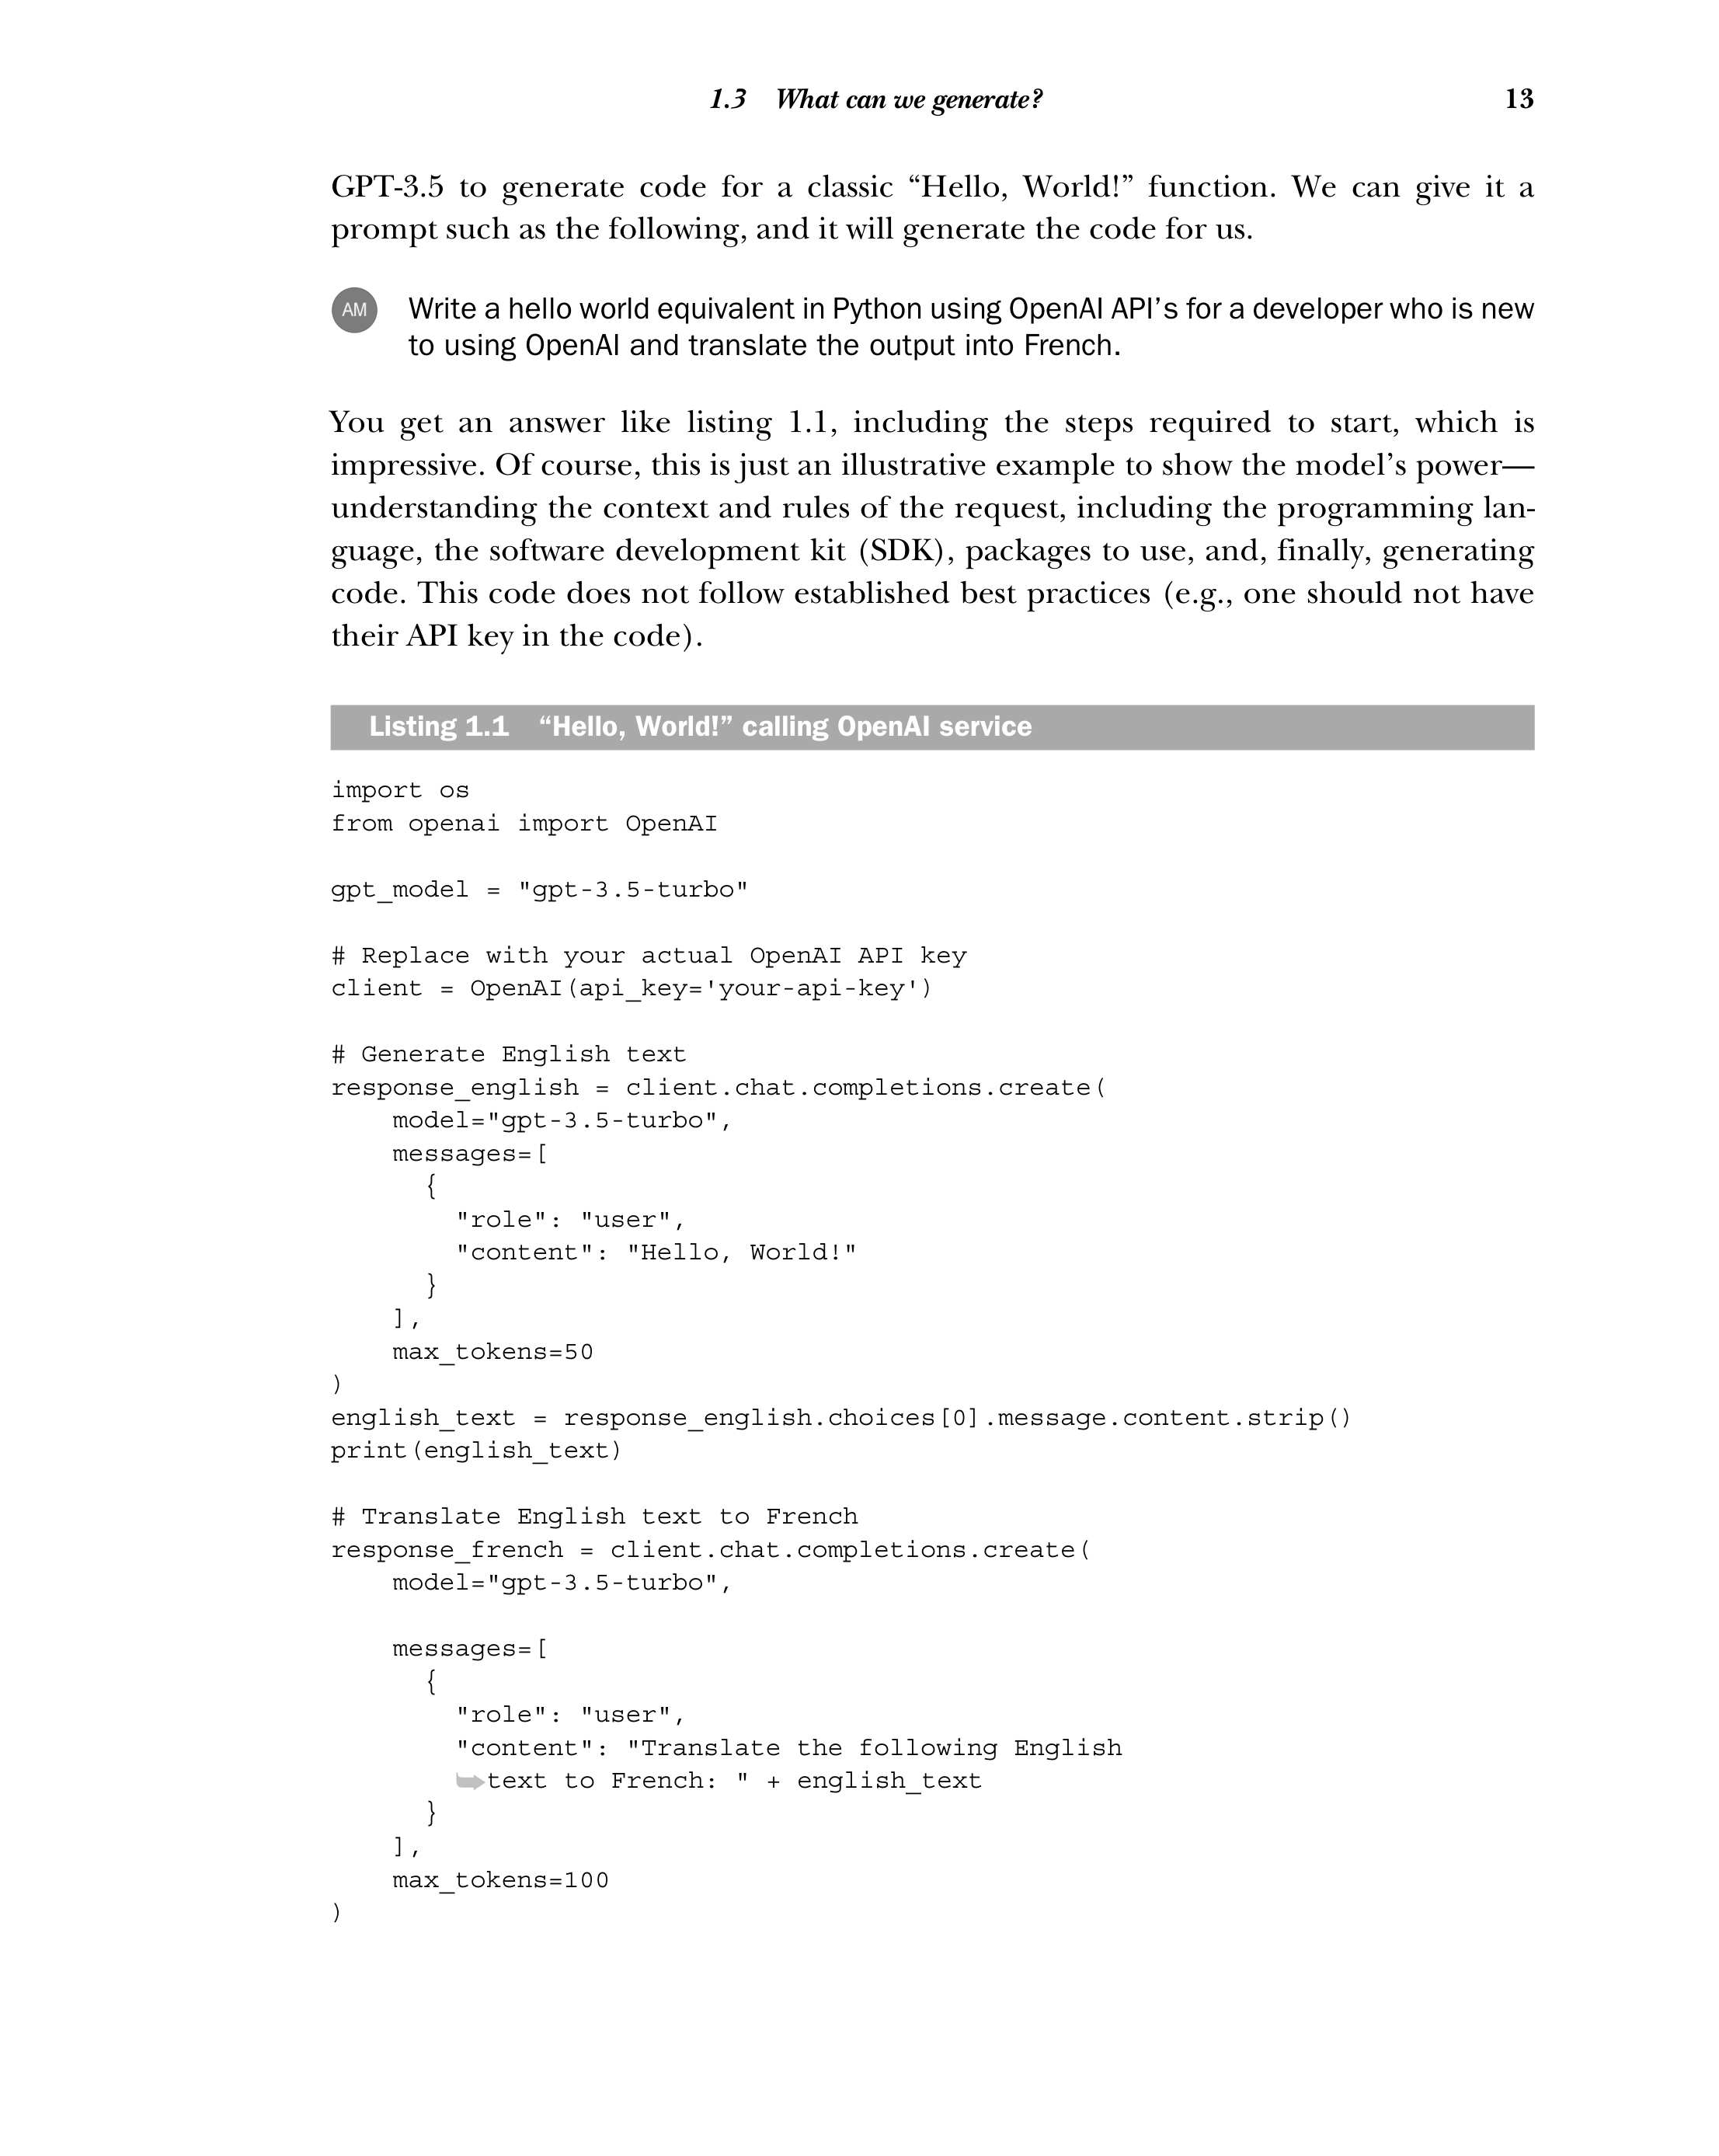 1.3 What can we generate? 13
GPT-3.5 to generate code for a classic “Hello, World!” function. We can give it a
prompt such as the following, and it will generate the code for us.
AM Write a hello world equivalent in Python using OpenAI API’s for a developer who is new
to using OpenAI and translate the output into French.
You get an answer like listing 1.1, including the steps required to start, which is
impressive. Of course, this is just an illustrative example to show the model’s power—
understanding the context and rules of the request, including the programming lan-
guage, the software development kit (SDK), packages to use, and, finally, generating
code. This code does not follow established best practices (e.g., one should not have
their API key in the code).
Listing 1.1 “Hello, World!” calling OpenAI service
import os
from openai import OpenAI
gpt_model = "gpt-3.5-turbo"
# Replace with your actual OpenAI API key
client = OpenAI(api_key='your-api-key')
# Generate English text
response_english = client.chat.completions.create(
    model="gpt-3.5-turbo",
    messages=[
      {
        "role": "user",
        "content": "Hello, World!"
      }
    ],
    max_tokens=50
)
english_text = response_english.choices[0].message.content.strip()
print(english_text)
# Translate English text to French
response_french = client.chat.completions.create(
    model="gpt-3.5-turbo",
    messages=[
      {
        "role": "user",
        "content": "Translate the following English
        ➥text to French: " + english_text
      }
    ],
    max_tokens=100
)